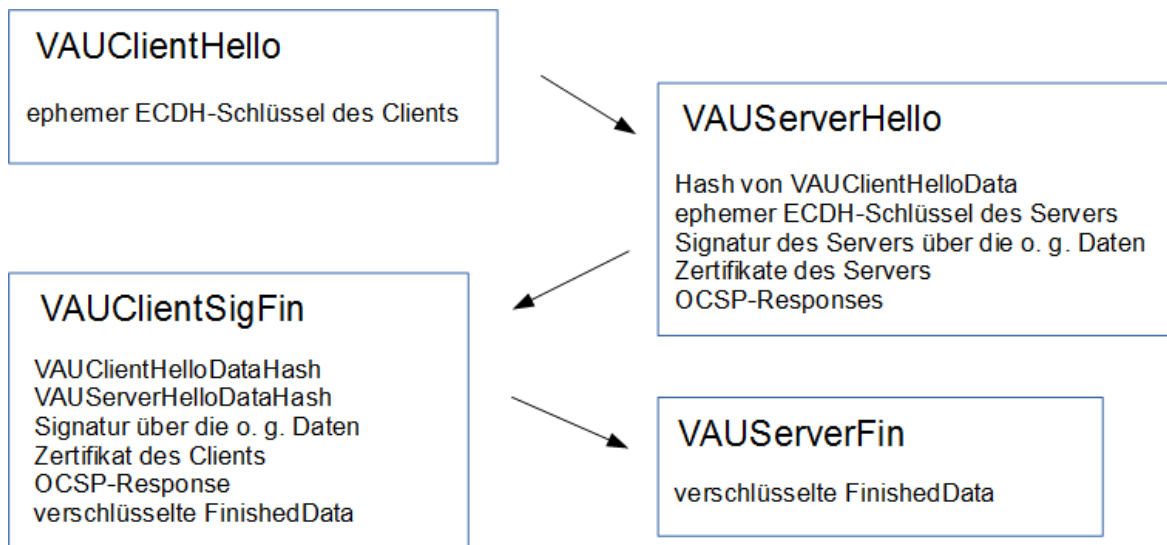 VAUClientHello
ephemer ECDH-Schlüssel des Clients
VAUServerHello
Hash von VAUClientHelloData
ephemer ECDH-Schlüssel des Servers
Signatur des Servers über die o. g. Daten
Zertifikate des Servers
OCSP-Responses
VAUClientSigFin
VAUClientHelloDataHash
VAUServerHelloDataHash
Signatur über die o. g. Daten
Zertifikat des Clients
OCSP-Response
verschlüsselte FinishedData
VAUServerFin
verschlüsselte FinishedData